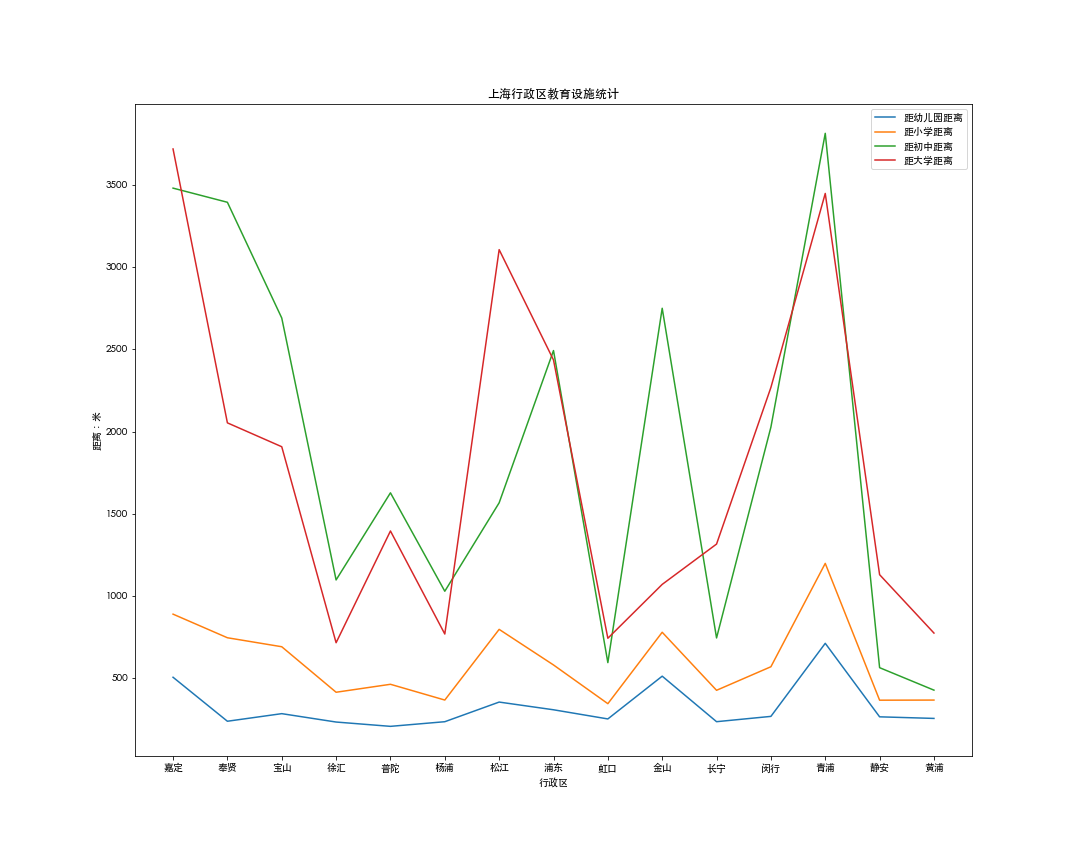 上海行政区教育设施统计
距幼儿园距离
距小学距离
距初中距离
距大学距离
3500
3000
2500
2000
1500
1000
500
距离：米
嘉定 奉贤 宝山 徐汇 普陀 杨浦 松江 浦东 虹口 金山 长宁 闵行 青浦 静安 黄浦
行政区